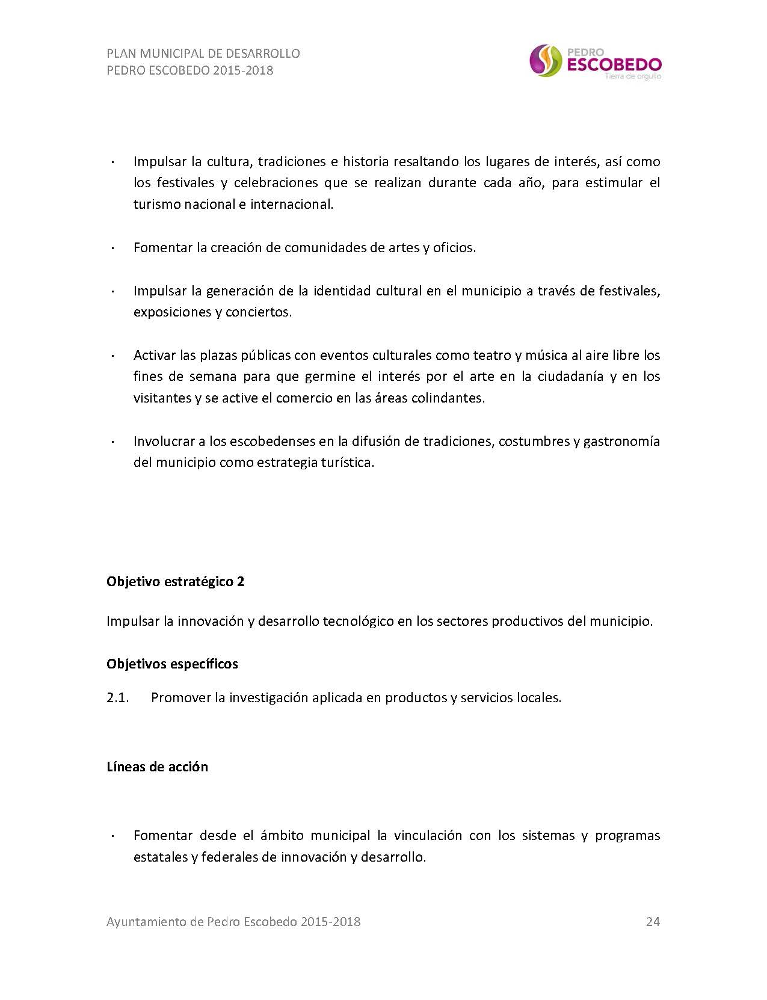 PLAN MUNICIPAL DE DESARROLLO
PEDRO ESCOBEDO 2015-2018
PEDRO
ESCOBEDO
Tierra de orgullo
· Impulsar la cultura, tradiciones e historia resaltando los lugares de interés, así como
los festivales y celebraciones que se realizan durante cada año, para estimular el
turismo nacional e internacional.
· Fomentar la creación de comunidades de artes y oficios.
· Impulsar la generación de la identidad cultural en el municipio a través de festivales,
exposiciones y conciertos.
· Activar las plazas públicas con eventos culturales como teatro y música al aire libre los
fines de semana para que germine el interés por el arte en la ciudadanía y en los
visitantes y se active el comercio en las áreas colindantes.
· Involucrar a los escobedenses en la difusión de tradiciones, costumbres y gastronomía
del municipio como estrategia turística.
Objetivo estratégico 2
Impulsar la innovación y desarrollo tecnológico en los sectores productivos del municipio.
Objetivos específicos
2.1. Promover la investigación aplicada en productos y servicios locales.
Líneas de acción
· Fomentar desde el ámbito municipal la vinculación con los sistemas y programas
estatales y federales de innovación y desarrollo.
Ayuntamiento de Pedro Escobedo 2015-2018 24